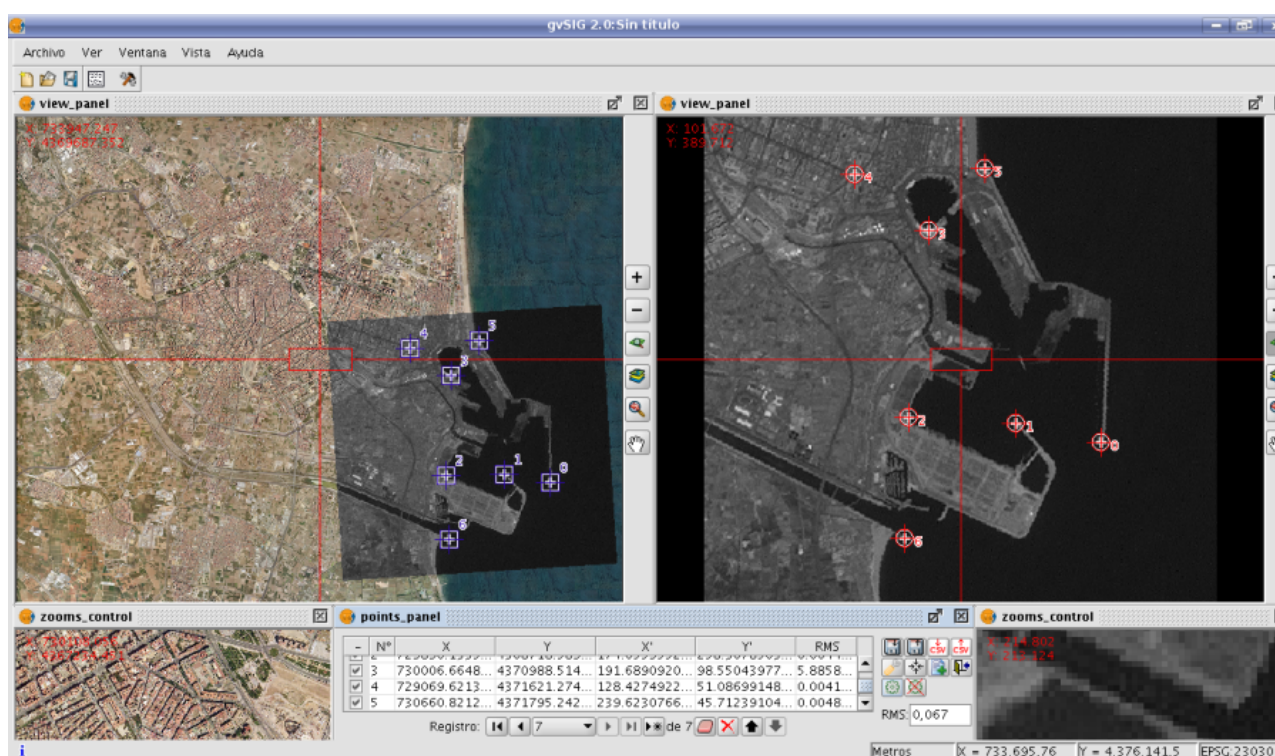 gvSIG 2.0:Sin título
Archivo Ver Ventana Vista Ayuda
view_panel
view_panel
4
5
3
2
1
0
6
4
5
3
2
1
0
6
zooms_control
points_panel
zooms_control
- Nº X Y X' Y' RMS
3 730006.6648... 4370988.514... 191.6890920... 98.55043977... 5.8858...
4 729069.6213... 4371621.274... 128.4274922... 51.08699148... 0.0041...
5 730660.8212... 4371795.242... 239.6230766... 45.71239104... 0.0048...
CSV CSV
RMS: 0,067
Registro: 7 de 7
Metros X = 733.695,76 Y = 4.376.141,5 EPSG:23030